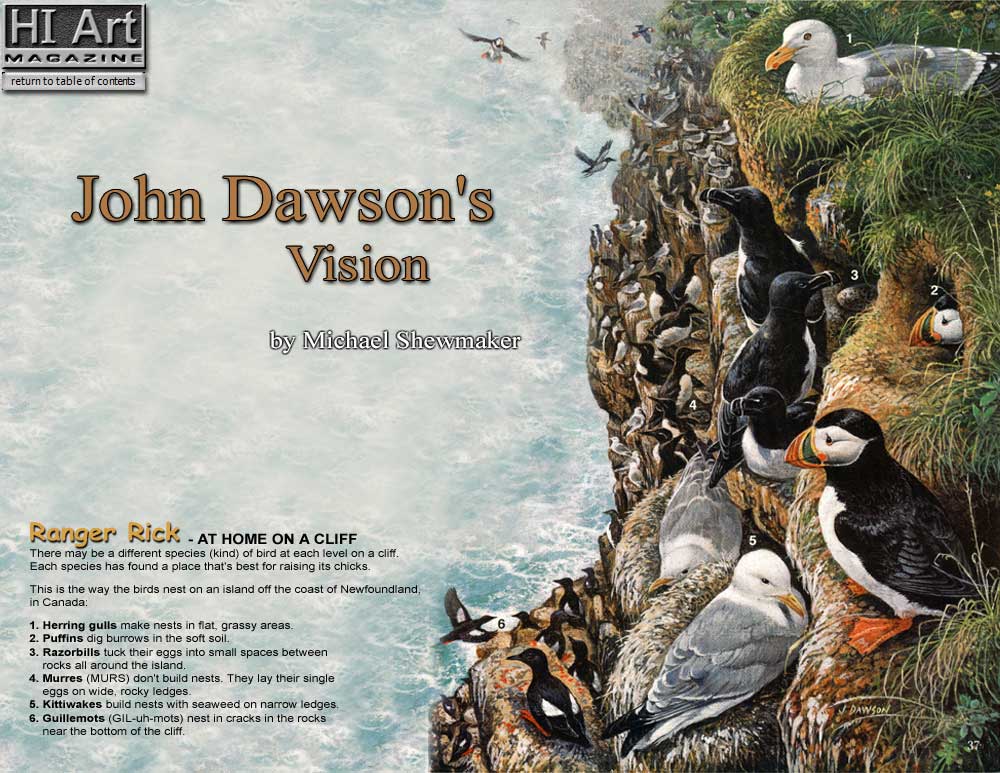 HI Art
MAGAZINE
return to table of contents
John Dawson's
Vision
by Michael Shewmaker
Ranger Rick - AT HOME ON A CLIFF
There may be a different species (kind) of bird at each level on a cliff.
Each species has found a place that's best for raising its chicks.
This is the way the birds nest on an island off the coast of Newfoundland,
in Canada:
1. Herring gulls make nests in flat, grassy areas.
2. Puffins dig burrows in the soft soil.
3. Razorbills tuck their eggs into small spaces between
rocks all around the island.
4. Murres (MURS) don't build nests. They lay their single
eggs on wide, rocky ledges.
5. Kittiwakes build nests with seaweed on narrow ledges.
6. Guillemots (GIL-uh-mots) nest in cracks in the rocks
near the bottom of the cliff.
1
2
3
4
5
6
J. DAWSON
37